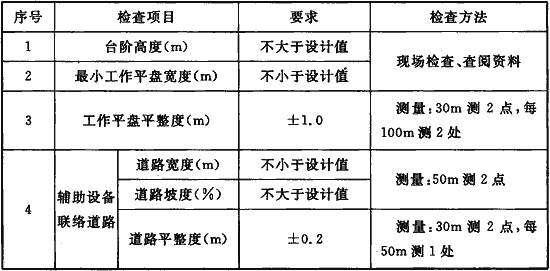 序号 检查项目 要求 检查方法
1 台阶高度(m) 不大于设计值 现场检查、查阅资料
2 最小工作平盘宽度(m) 不小于设计值
3 工作平盘平整度(m) ±1.0 测量:30m 测 2 点,每
100m 测 2 处
4 辅助设备
联络道路
道路宽度(m) 不小于设计值 测量:50m 测 2 点
道路坡度(%) 不大于设计值
道路平整度(m) ±0.2 测量:30m 测 2 点,每
50m 测 1 处